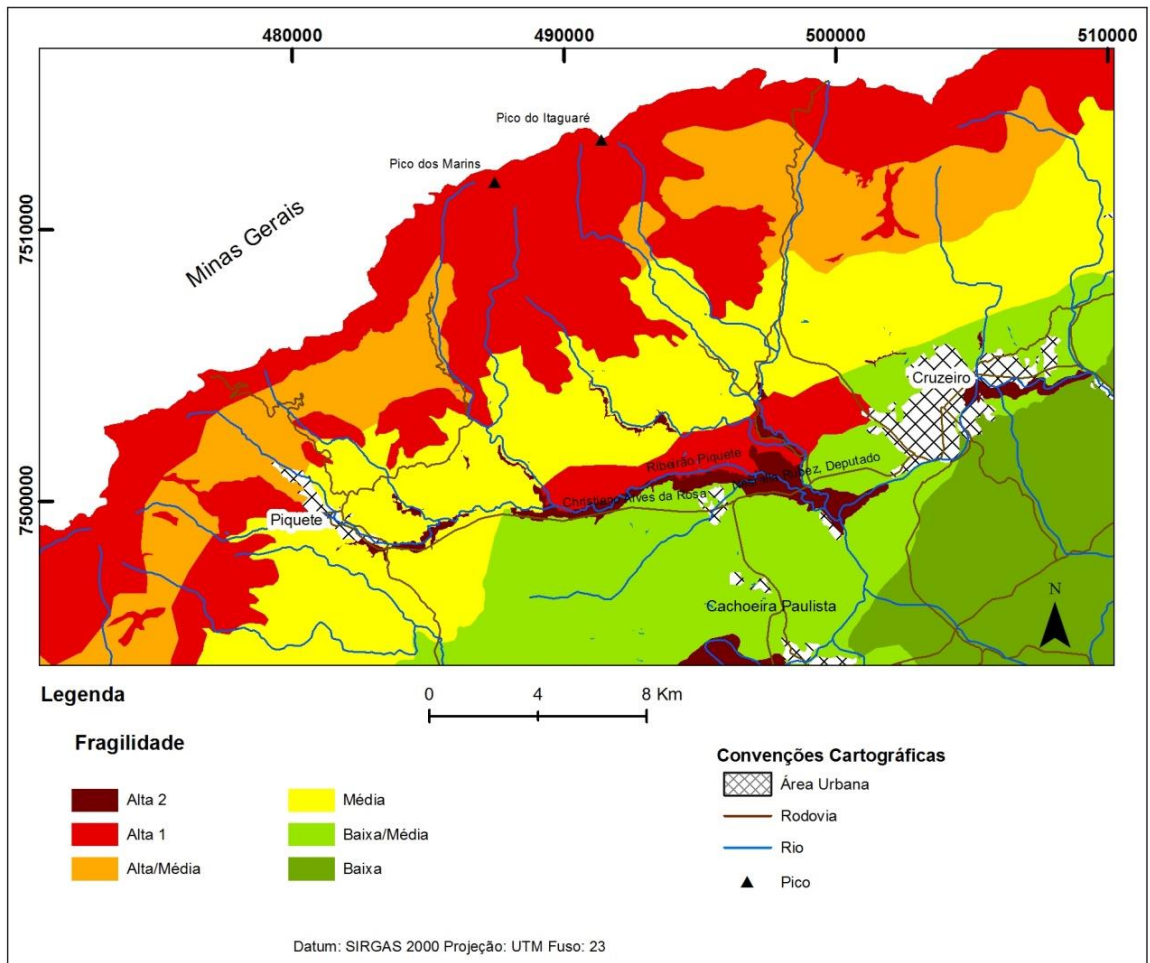 480000 490000 500000 510000
7510000
7500000
Pico do Itaguaré
Pico dos Marins
Minas Gerais
Cruzeiro
Ribeirão Piquete
Deputado
Christiano Alves da Rosa
Piquete
Cachoeira Paulista
N
Legenda
0 4 8 Km
Fragilidade
Alta 2
Alta 1
Alta/Média
Média
Baixa/Média
Baixa
Convenções Cartográficas
Área Urbana
Rodovia
Rio
Pico
Datum: SIRGAS 2000 Projeção: UTM Fuso: 23